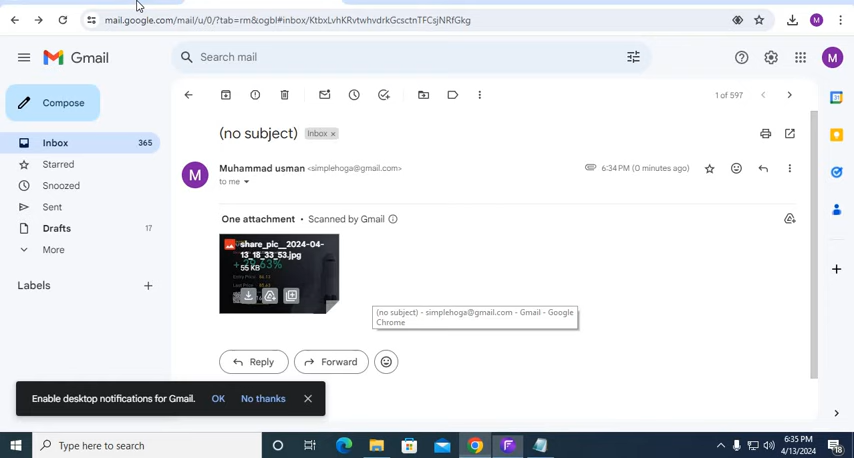 mail.google.com/mail/u/0/?tab=rm&ogbl#inbox/KtbxLvhKRvtwhvdrkGcsctnTFCsjNRfGkg
M
Gmail
Search mail
M
Compose
1 of 597
Inbox 365
Starred
Snoozed
Sent
Drafts 17
More
Labels
(no subject) Inbox ×
M
Muhammad usman <simplehoga@gmail.com>
6:34 PM (0 minutes ago)
to me
One attachment • Scanned by Gmail
share_pic__2024-04-
13_18_33_53.jpg
55 KB
(no subject) - simplehoga@gmail.com - Gmail - Google
Chrome
Reply
Forward
Enable desktop notifications for Gmail. OK No thanks
Type here to search
6:35 PM
4/13/2024
18